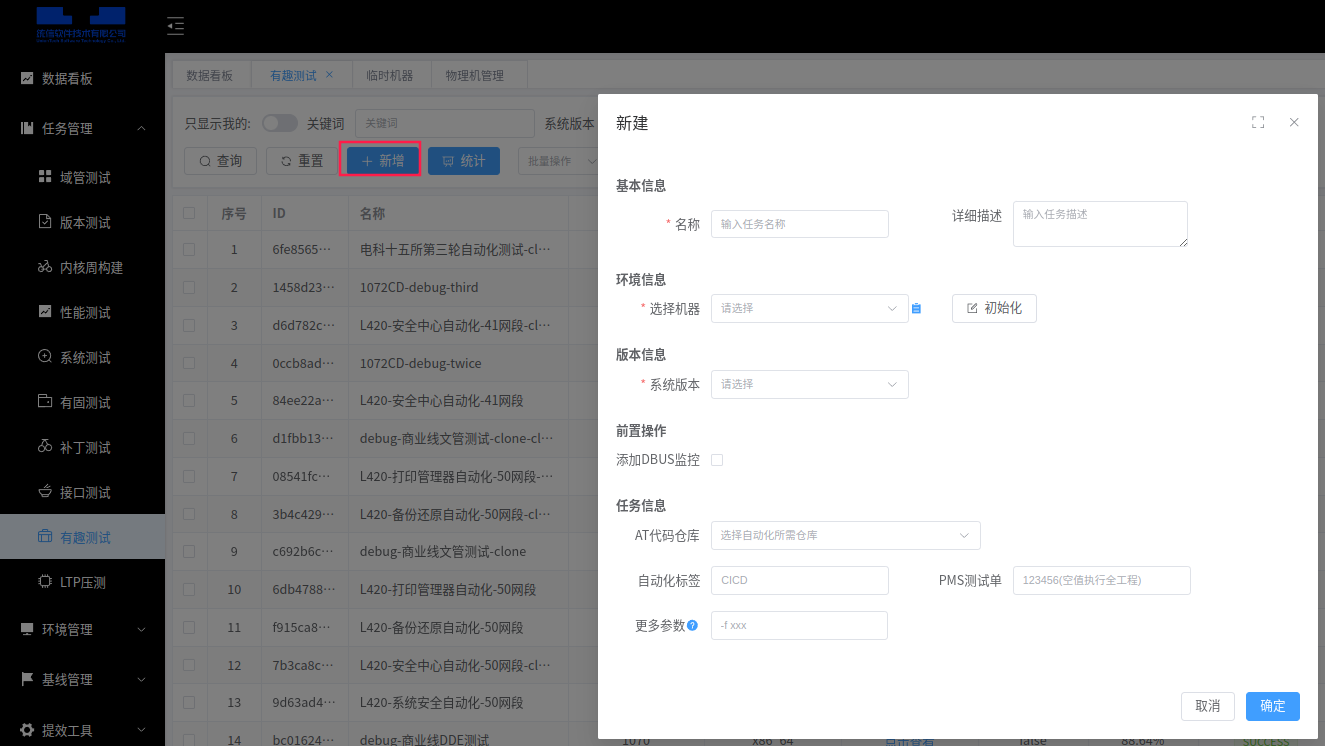 统信软件技术有限公司
数据看板
任务管理
域管测试
版本测试
内核周构建
性能测试
系统测试
有固测试
补丁测试
接口测试
有趣测试
LTP压测
环境管理
基线管理
提效工具
数据看板 有趣测试 × 临时机器 物理机管理
只显示我的: 关键词 关键词 系统版本
查询 重置 + 新增 统计 批量操作
序号 ID 名称
1 6fe8565··· 电科十五所第三轮自动化测试-cl···
2 1458d23··· 1072CD-debug-third
3 d6d782c··· L420-安全中心自动化-41网段-cl···
4 0ccb8ad··· 1072CD-debug-twice
5 84ee22a··· L420-安全中心自动化-41网段
6 d1fbb13··· debug-商业线文管测试-clone-cl···
7 08541fc··· L420-打印管理器自动化-50网段-···
8 3b4c429··· L420-备份还原自动化-50网段-cl···
9 c692b6c··· debug-商业线文管测试-clone
10 6db4788··· L420-打印管理器自动化-50网段
11 f915ca8··· L420-备份还原自动化-50网段
12 7b3ca8c··· L420-安全中心自动化-50网段-cl···
13 9d63ad4··· L420-系统安全自动化-50网段
14 bc01624··· debug-商业线DDE测试 1070 x86_64 点击查看 false 88.64% SUCCESS
新建
基本信息
* 名称 输入任务名称 详细描述 输入任务描述
环境信息
* 选择机器 请选择 初始化
版本信息
* 系统版本 请选择
前置操作
添加DBUS监控
任务信息
AT代码仓库 选择自动化所需仓库
自动化标签 CICD PMS测试单 123456(空值执行全工程)
更多参数 ? -f xxx
取消 确定